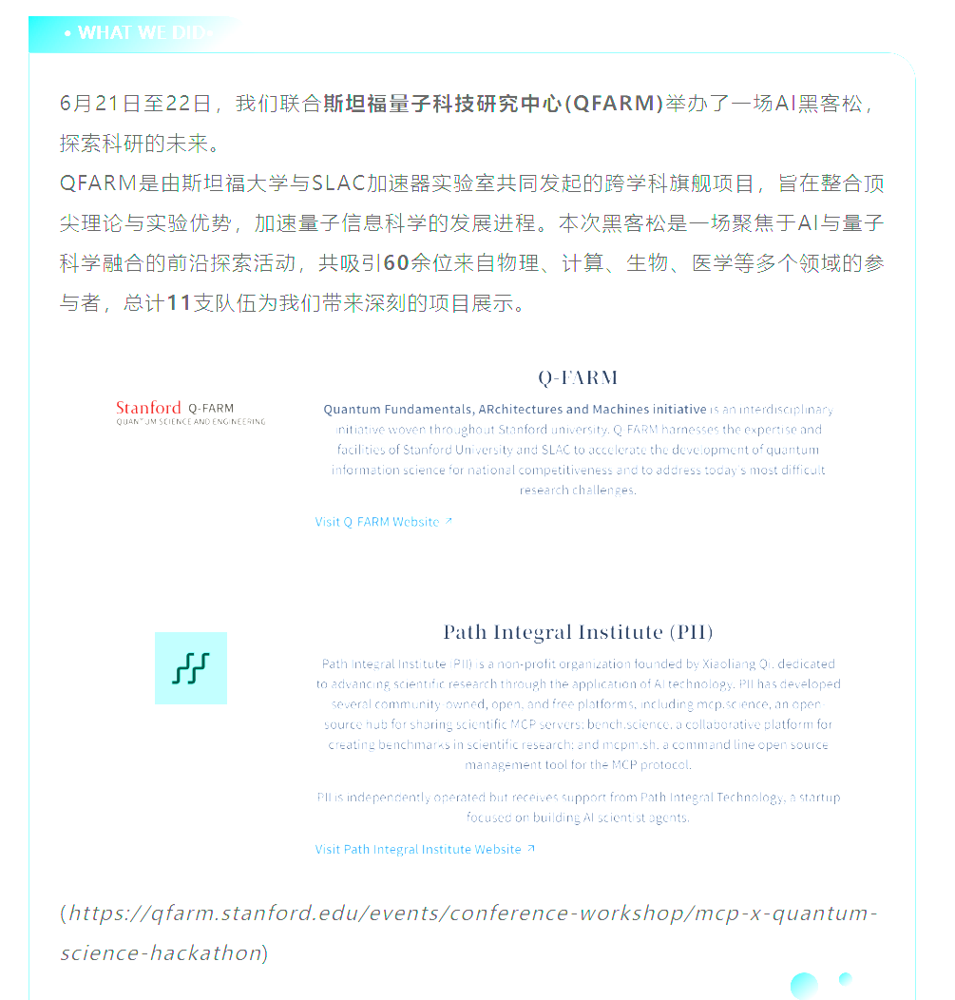 • WHAT WE DID•
6月21日至22日，我们联合斯坦福量子科技研究中心(QFARM)举办了一场AI黑客松，
探索科研的未来。
QFARM是由斯坦福大学与SLAC加速器实验室共同发起的跨学科旗舰项目，旨在整合顶
尖理论与实验优势，加速量子信息科学的发展进程。本次黑客松是一场聚焦于AI与量子
科学融合的前沿探索活动，共吸引60余位来自物理、计算、生物、医学等多个领域的参
与者，总计11支队伍为我们带来深刻的项目展示。
Q-FARM
Stanford Q-FARM
QUANTUM SCIENCE AND ENGINEERING
Quantum Fundamentals, ARchitectures and Machines initiative is an interdisciplinary
initiative woven throughout Stanford university. Q-FARM harnesses the expertise and
facilities of Stanford University and SLAC to accelerate the development of quantum
information science for national competitiveness and to address today's most difficult
research challenges.
Visit Q-FARM Website ↗
Path Integral Institute (PII)
Path Integral Institute (PII) is a non-profit organization founded by Xiaoliang Qi, dedicated
to advancing scientific research through the application of AI technology. PII has developed
several community-owned, open, and free platforms, including mcp.science, an open-
source hub for sharing scientific MCP servers; bench.science, a collaborative platform for
creating benchmarks in scientific research; and mcpm.sh, a command line open source
management tool for the MCP protocol.
PII is independently operated but receives support from Path Integral Technology, a startup
focused on building AI scientist agents.
Visit Path Integral Institute Website ↗
(https://qfarm.stanford.edu/events/conference-workshop/mcp-x-quantum-
science-hackathon)